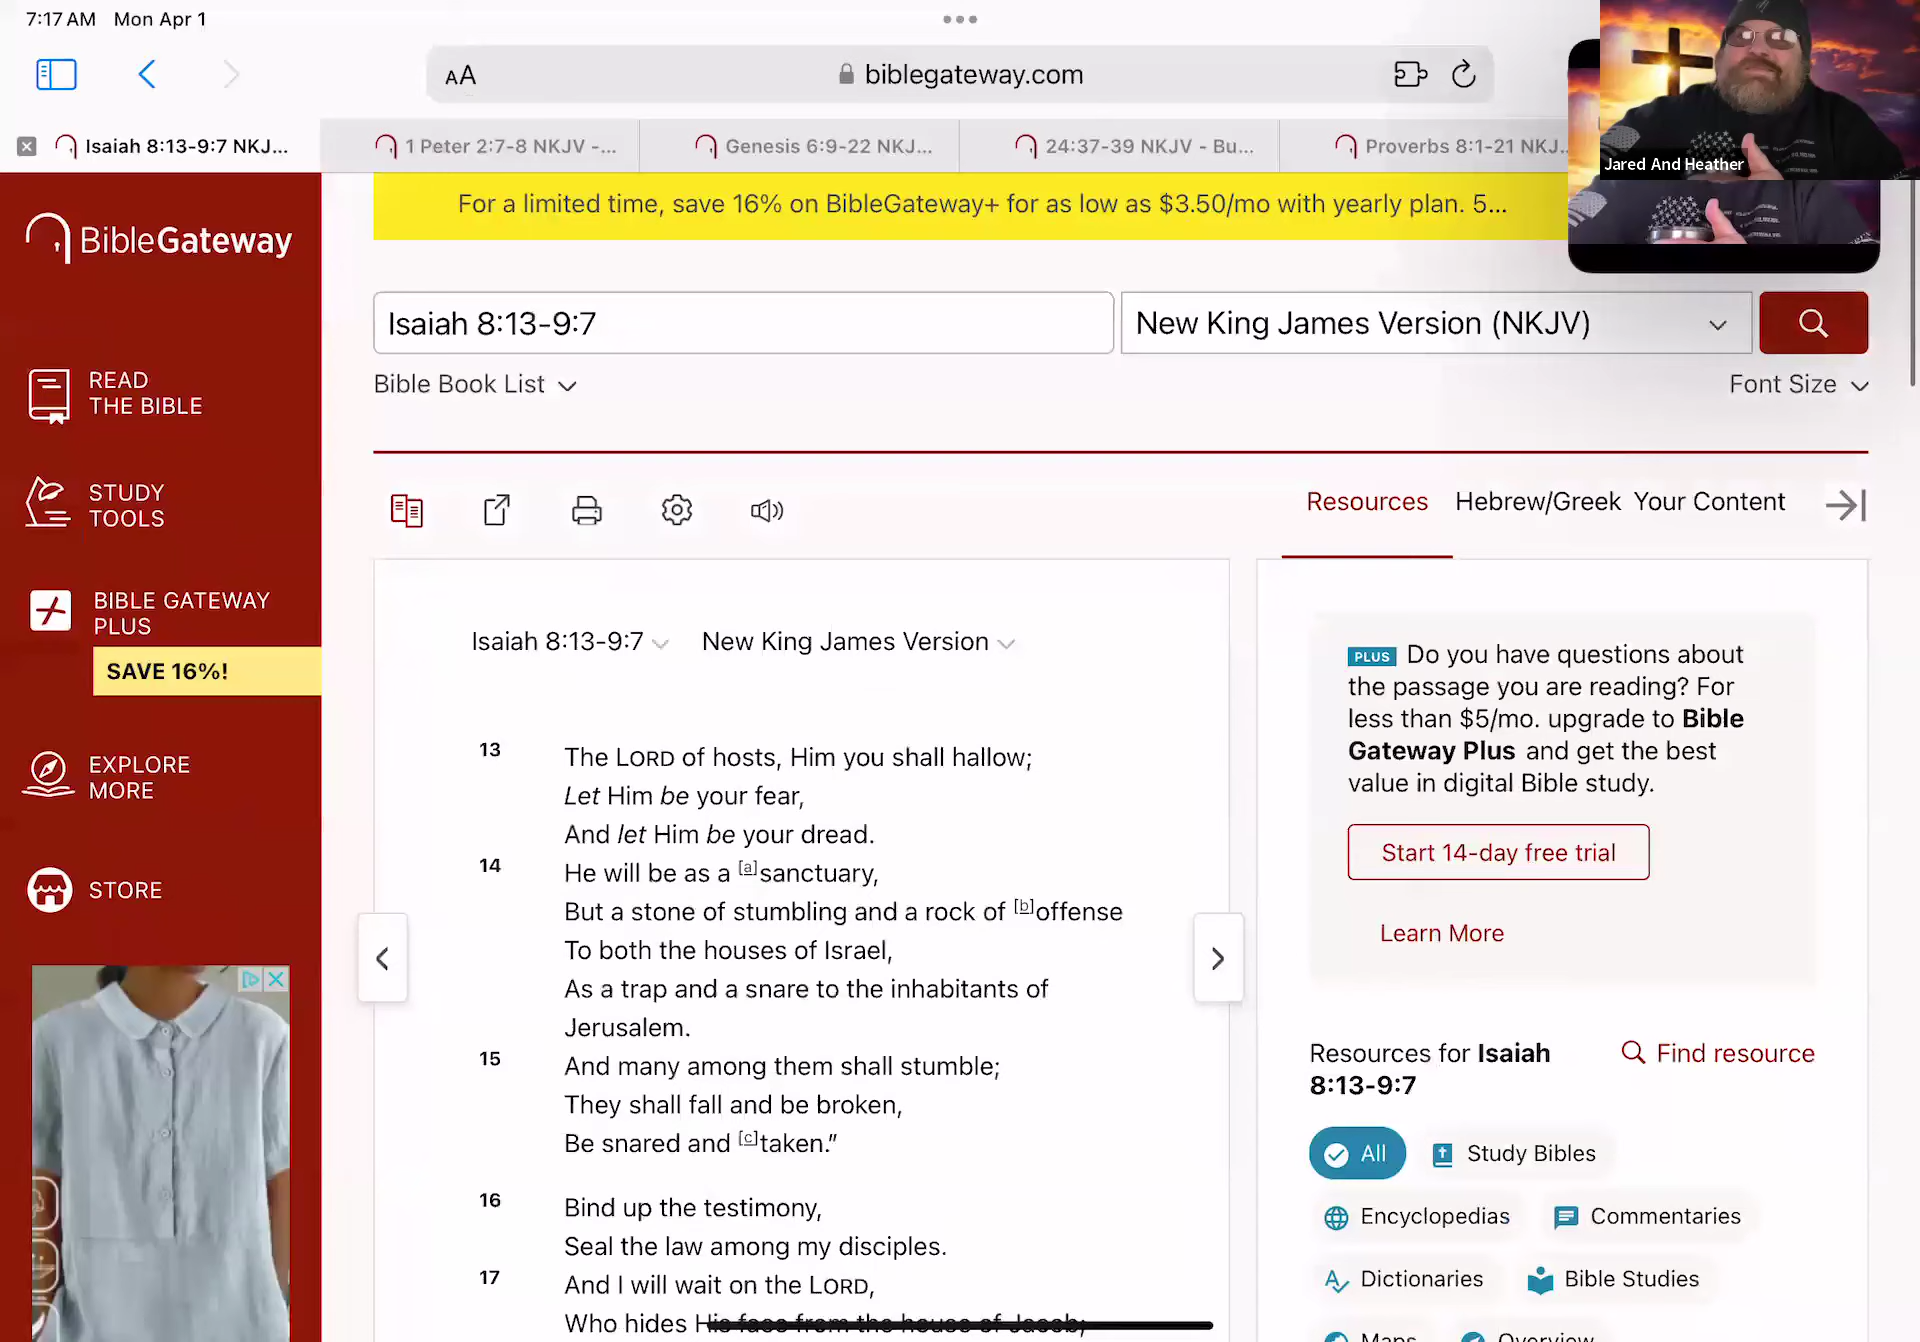 7:17 AM Mon Apr 1
AA
biblegateway.com
Isaiah 8:13-9:7 NKJ...
1 Peter 2:7-8 NKJV -...
Genesis 6:9-22 NKJ...
24:37-39 NKJV - Bu...
Proverbs 8:1-21 NKJ...
Jared And Heather
For a limited time, save 16% on BibleGateway+ for as low as $3.50/mo with yearly plan. 5...
BibleGateway
READ
THE BIBLE
STUDY
TOOLS
BIBLE GATEWAY
PLUS
SAVE 16%!
EXPLORE
MORE
STORE
Isaiah 8:13-9:7
New King James Version (NKJV)
Bible Book List
Font Size
Resources
Hebrew/Greek
Your Content
Isaiah 8:13-9:7
New King James Version
13 The LORD of hosts, Him you shall hallow;
Let Him be your fear,
And let Him be your dread.
14 He will be as a [a]sanctuary,
But a stone of stumbling and a rock of [b]offense
To both the houses of Israel,
As a trap and a snare to the inhabitants of
Jerusalem.
15 And many among them shall stumble;
They shall fall and be broken,
Be snared and [c]taken.”
16 Bind up the testimony,
Seal the law among my disciples.
17 And I will wait on the LORD,
Who hides His face from the house of Jacob;
PLUS Do you have questions about
the passage you are reading? For
less than $5/mo. upgrade to Bible
Gateway Plus and get the best
value in digital Bible study.
Start 14-day free trial
Learn More
Resources for Isaiah
8:13-9:7
Find resource
All
Study Bibles
Encyclopedias
Commentaries
Dictionaries
Bible Studies
Maps
Overview